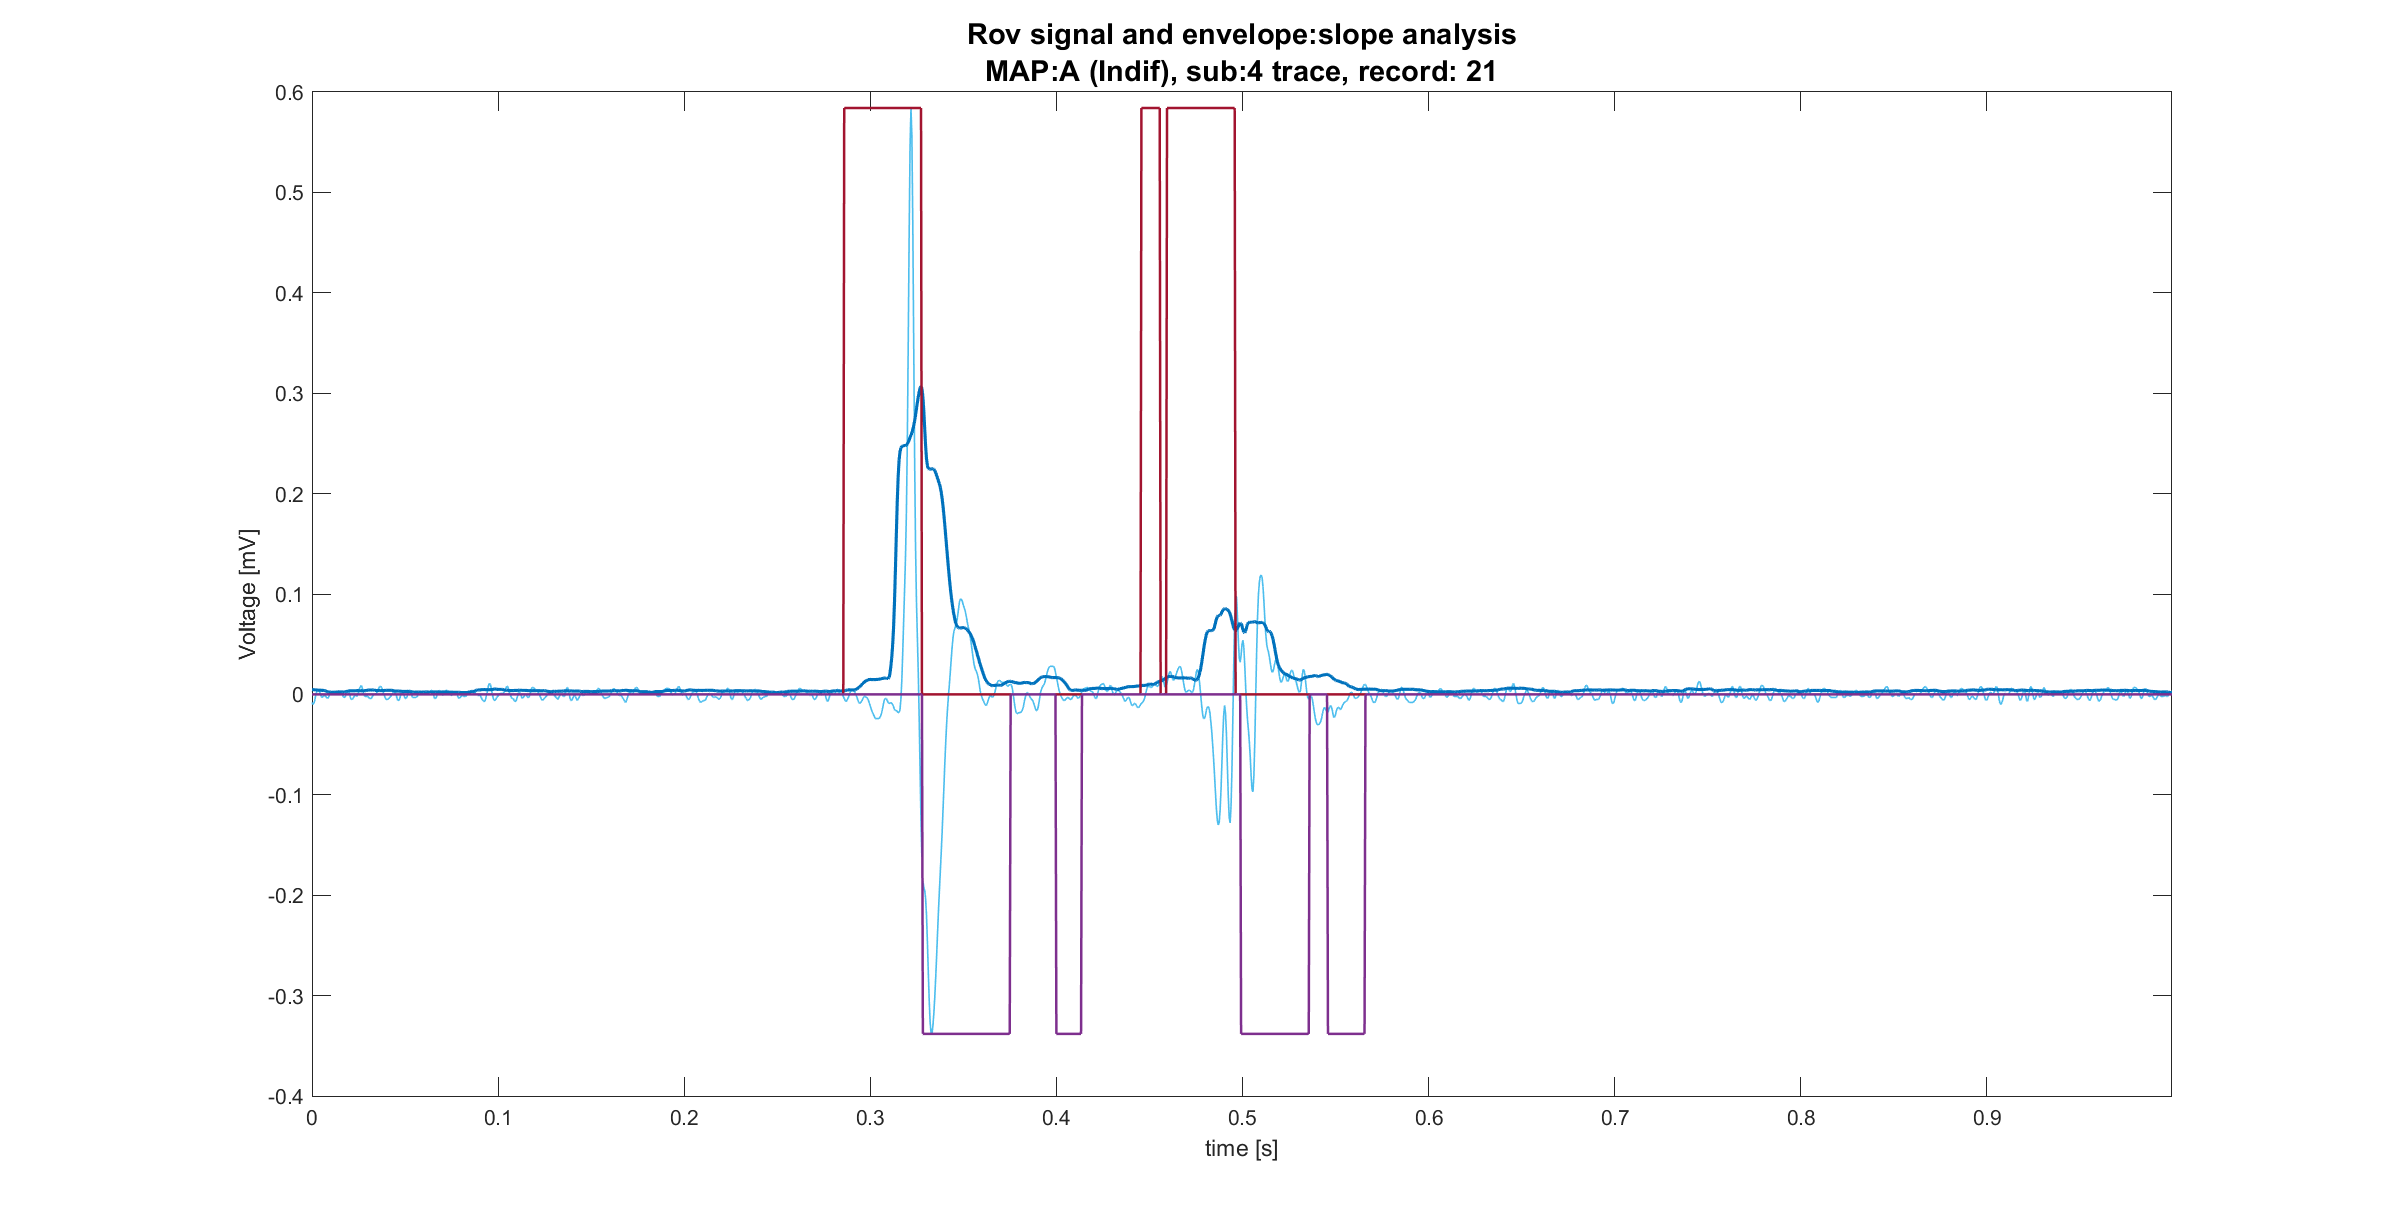 Rov signal and envelope:slope analysis
MAP:A (Indif), sub:4 trace, record: 21
0.6
0.5
0.4
0.3
0.2
0.1
0
-0.1
-0.2
-0.3
-0.4
Voltage [mV]
0 0.1 0.2 0.3 0.4 0.5 0.6 0.7 0.8 0.9
time [s]